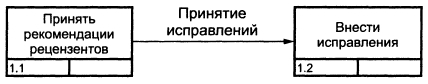 Принять
рекомендации
рецензентов
1.1
Принятие
исправлений
Внести
исправления
1.2